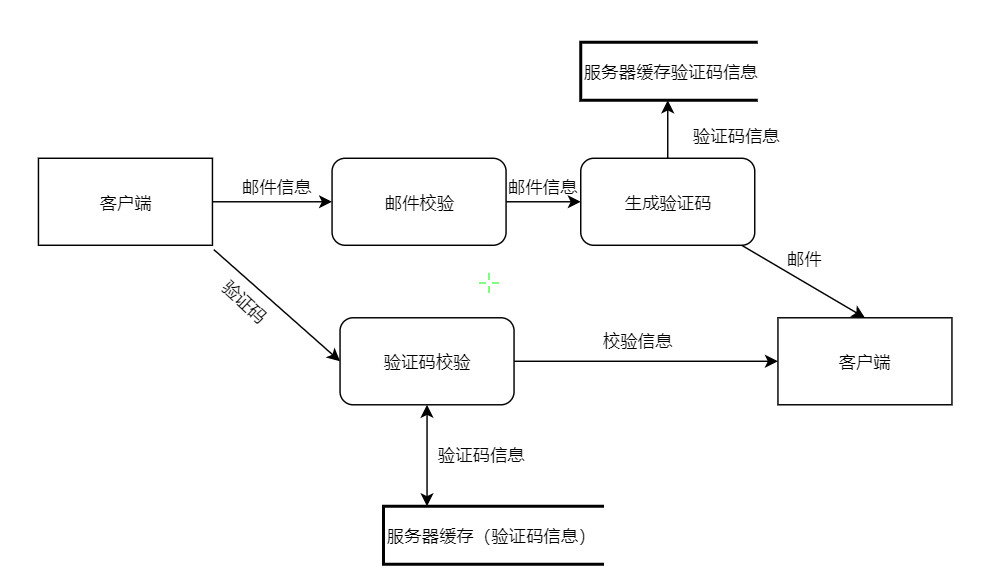 服务器缓存验证码信息
验证码信息
客户端
邮件信息
邮件校验
邮件信息
生成验证码
邮件
验证码
验证码校验
校验信息
客户端
验证码信息
服务器缓存（验证码信息）